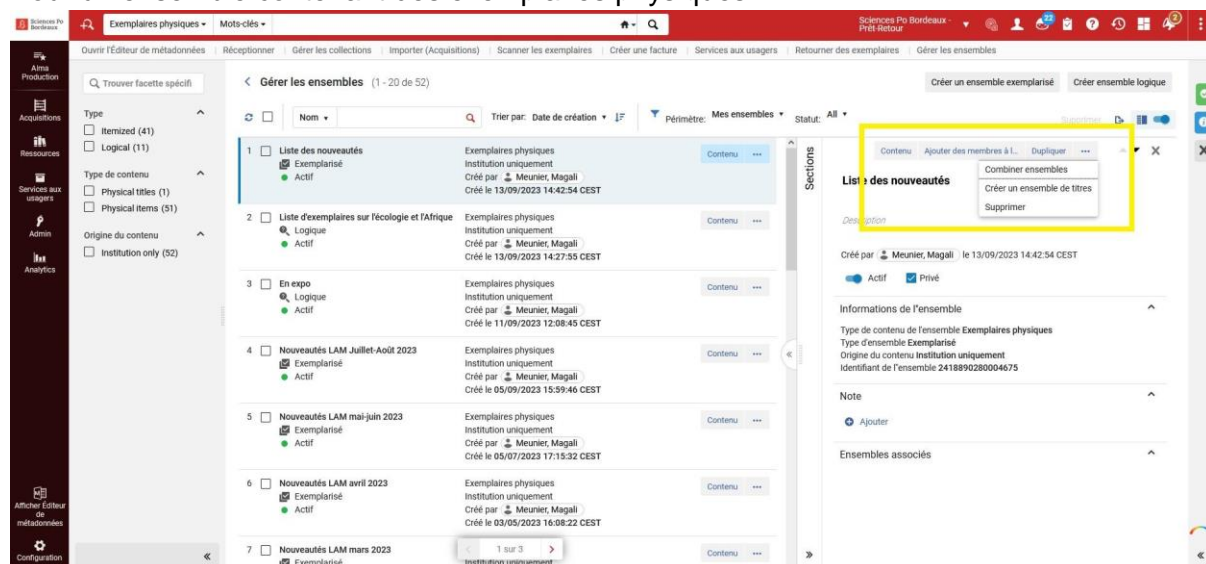 Sciences Po
Bordeaux
Exemplaires physiques
Mots-clés
Sciences Po Bordeaux -
Prêt-Retour
22
2
Ouvrir l'Éditeur de métadonnées
Réceptionner
Gérer les collections
Importer (Acquisitions)
Scanner les exemplaires
Créer une facture
Services aux usagers
Retourner des exemplaires
Gérer les ensembles
Alma
Production
Acquisitions
Ressources
Services aux
usagers
Admin
Analytics
Afficher Éditeur
de
métadonnées
Configuration
Trouver facette spécifi
Type
Itemized (41)
Logical (11)
Type de contenu
Physical titles (1)
Physical items (51)
Origine du contenu
Institution only (52)
Gérer les ensembles (1 - 20 de 52)
Créer un ensemble exemplarisé
Créer ensemble logique
Nom
Trier par: Date de création
Périmètre: Mes ensembles
Statut: All
Supprimer
1 Liste des nouveautés
Exemplarisé
Actif
Exemplaires physiques
Institution uniquement
Créé par Meunier, Magali
Créé le 13/09/2023 14:42:54 CEST
Contenu
2 Liste d'exemplaires sur l'écologie et l'Afrique
Logique
Actif
Exemplaires physiques
Institution uniquement
Créé par Meunier, Magali
Créé le 13/09/2023 14:27:55 CEST
Contenu
3 En expo
Logique
Actif
Exemplaires physiques
Institution uniquement
Créé par Meunier, Magali
Créé le 11/09/2023 12:08:45 CEST
Contenu
4 Nouveautés LAM Juillet-Août 2023
Exemplarisé
Actif
Exemplaires physiques
Institution uniquement
Créé par Meunier, Magali
Créé le 05/09/2023 15:59:46 CEST
Contenu
5 Nouveautés LAM mai-juin 2023
Exemplarisé
Actif
Exemplaires physiques
Institution uniquement
Créé par Meunier, Magali
Créé le 05/07/2023 17:15:32 CEST
Contenu
6 Nouveautés LAM avril 2023
Exemplarisé
Actif
Exemplaires physiques
Institution uniquement
Créé par Meunier, Magali
Créé le 03/05/2023 16:08:22 CEST
Contenu
7 Nouveautés LAM mars 2023
Exemplarisé
Exemplaires physiques
Institution uniquement
Contenu
1 sur 3
Sections
Contenu
Ajouter des membres à l...
Dupliquer
Combiner ensembles
Créer un ensemble de titres
Supprimer
Liste des nouveautés
Description
Créé par Meunier, Magali le 13/09/2023 14:42:54 CEST
Actif
Privé
Informations de l"ensemble
Type de contenu de l'ensemble Exemplaires physiques
Type d'ensemble Exemplarisé
Origine du contenu Institution uniquement
Identifiant de l"ensemble 2418890280004675
Note
Ajouter
Ensembles associés